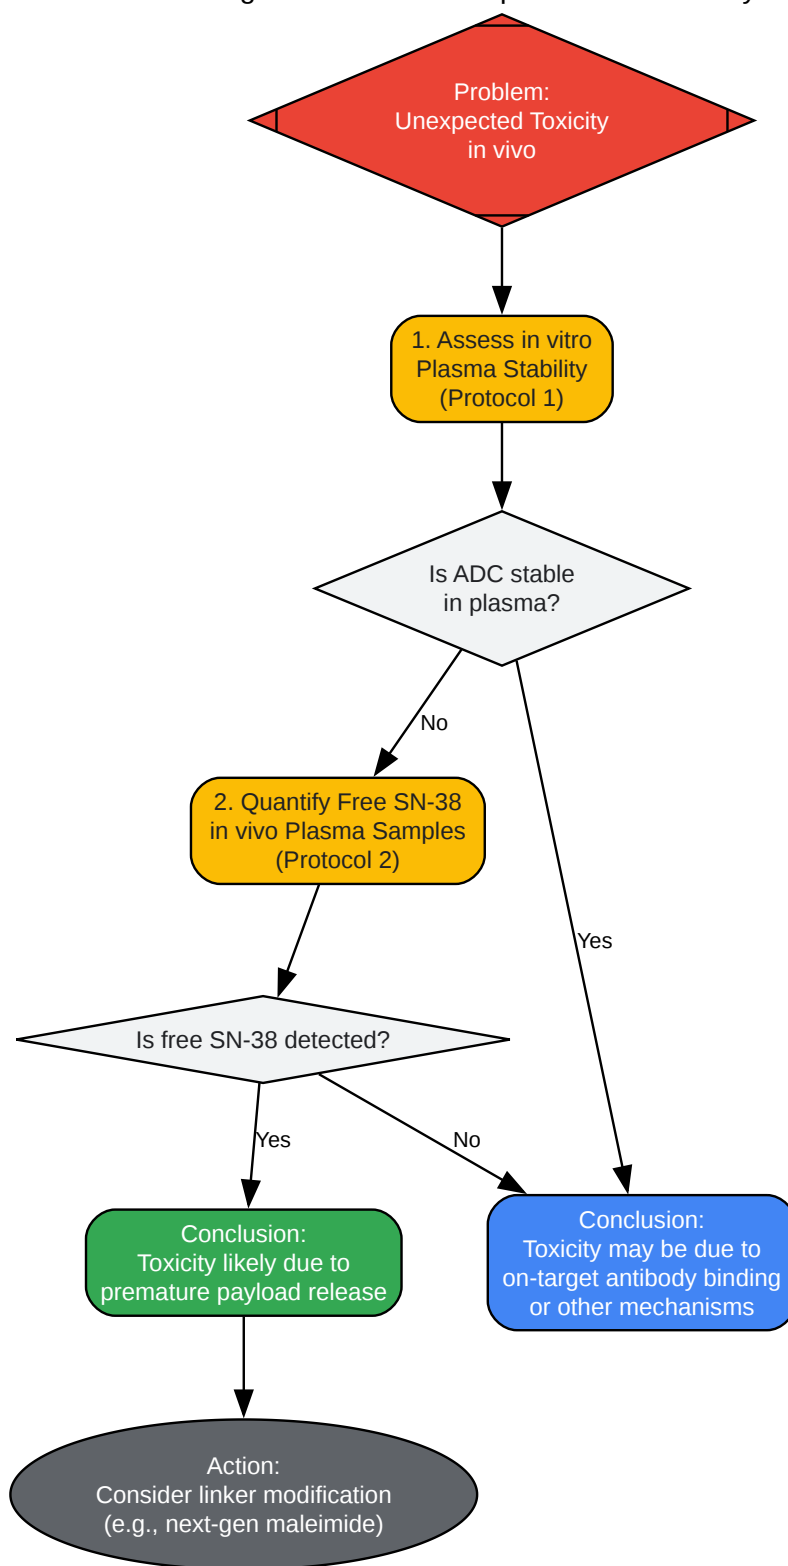 Problem:
Unexpected Toxicity
in vivo
1. Assess in vitro
Plasma Stability
(Protocol 1)
Is ADC stable
in plasma?
No
2. Quantify Free SN-38
in vivo Plasma Samples
(Protocol 2)
Yes
Is free SN-38 detected?
Yes
No
Conclusion:
Toxicity likely due to
premature payload release
Conclusion:
Toxicity may be due to
on-target antibody binding
or other mechanisms
Action:
Consider linker modification
(e.g., next-gen maleimide)